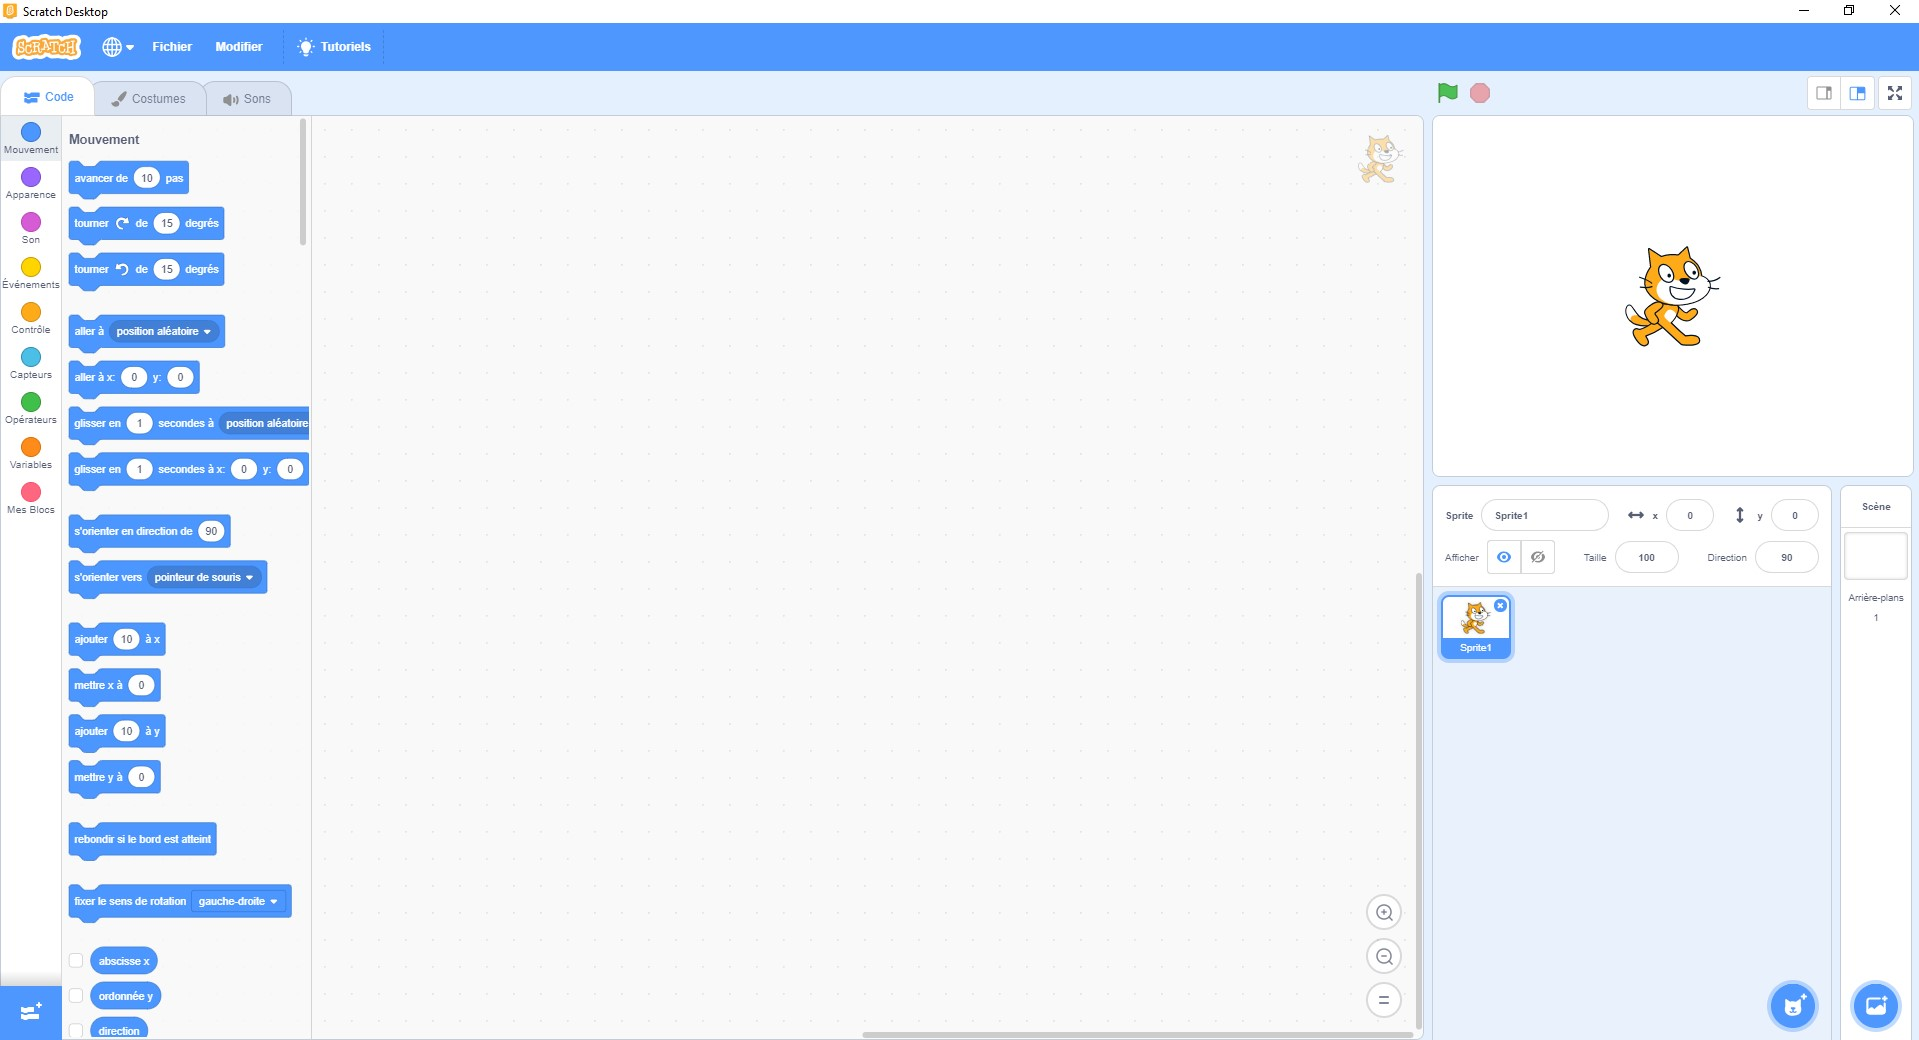 Scratch Desktop
SCRATCH
Fichier
Modifier
Tutoriels
Code
Costumes
Sons
Mouvement
Apparence
Son
Événements
Contrôle
Capteurs
Opérateurs
Variables
Mes Blocs
Mouvement
avancer de 10 pas
tourner de 15 degrés
tourner de 15 degrés
aller à position aléatoire
aller à x: 0 y: 0
glisser en 1 secondes à position aléatoire
glisser en 1 secondes à x: 0 y: 0
s'orienter en direction de 90
s'orienter vers pointeur de souris
ajouter 10 à x
mettre x à 0
ajouter 10 à y
mettre y à 0
rebondir si le bord est atteint
fixer le sens de rotation gauche-droite
abscisse x
ordonnée y
direction
Sprite Sprite1 x 0 y 0
Afficher Taille 100 Direction 90
Sprite1
Scène
Arrière-plans
1